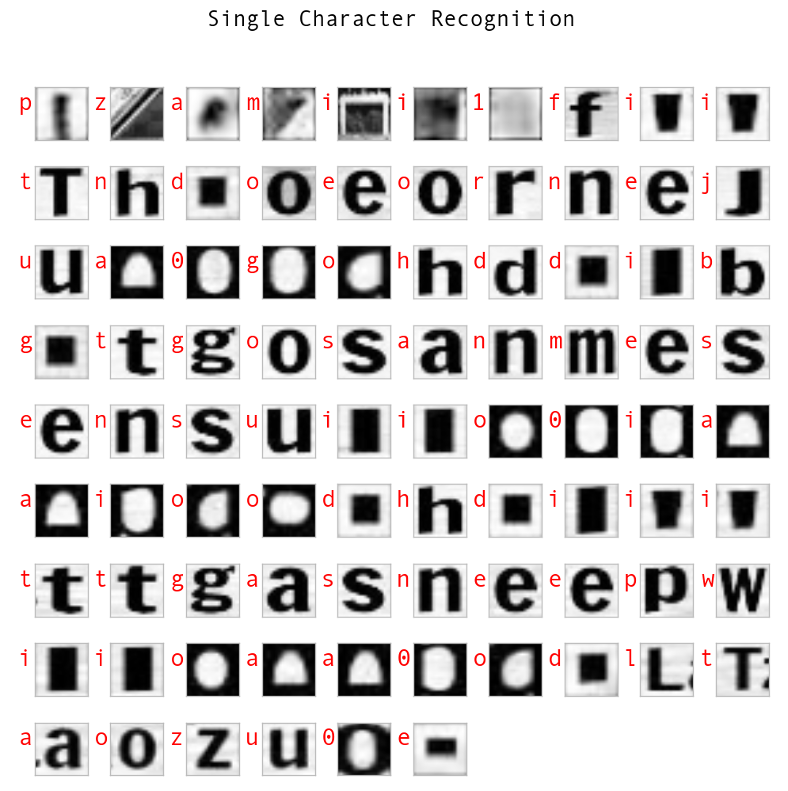 Single Character Recognition
p z a m i i 1 f f i i
t T n h d o o e e o o r r n n e e j J
u u a 0 g o h h d d d i b b
g t t g g o o s s a a n n m m e e s s
e e n n s s u u i i o 0 i a
a i o o d h h d i i i
t t t t g g a a s s n n e e e e p p w W
i i o a a 0 o d l L t T
a a o o z z u u 0 e